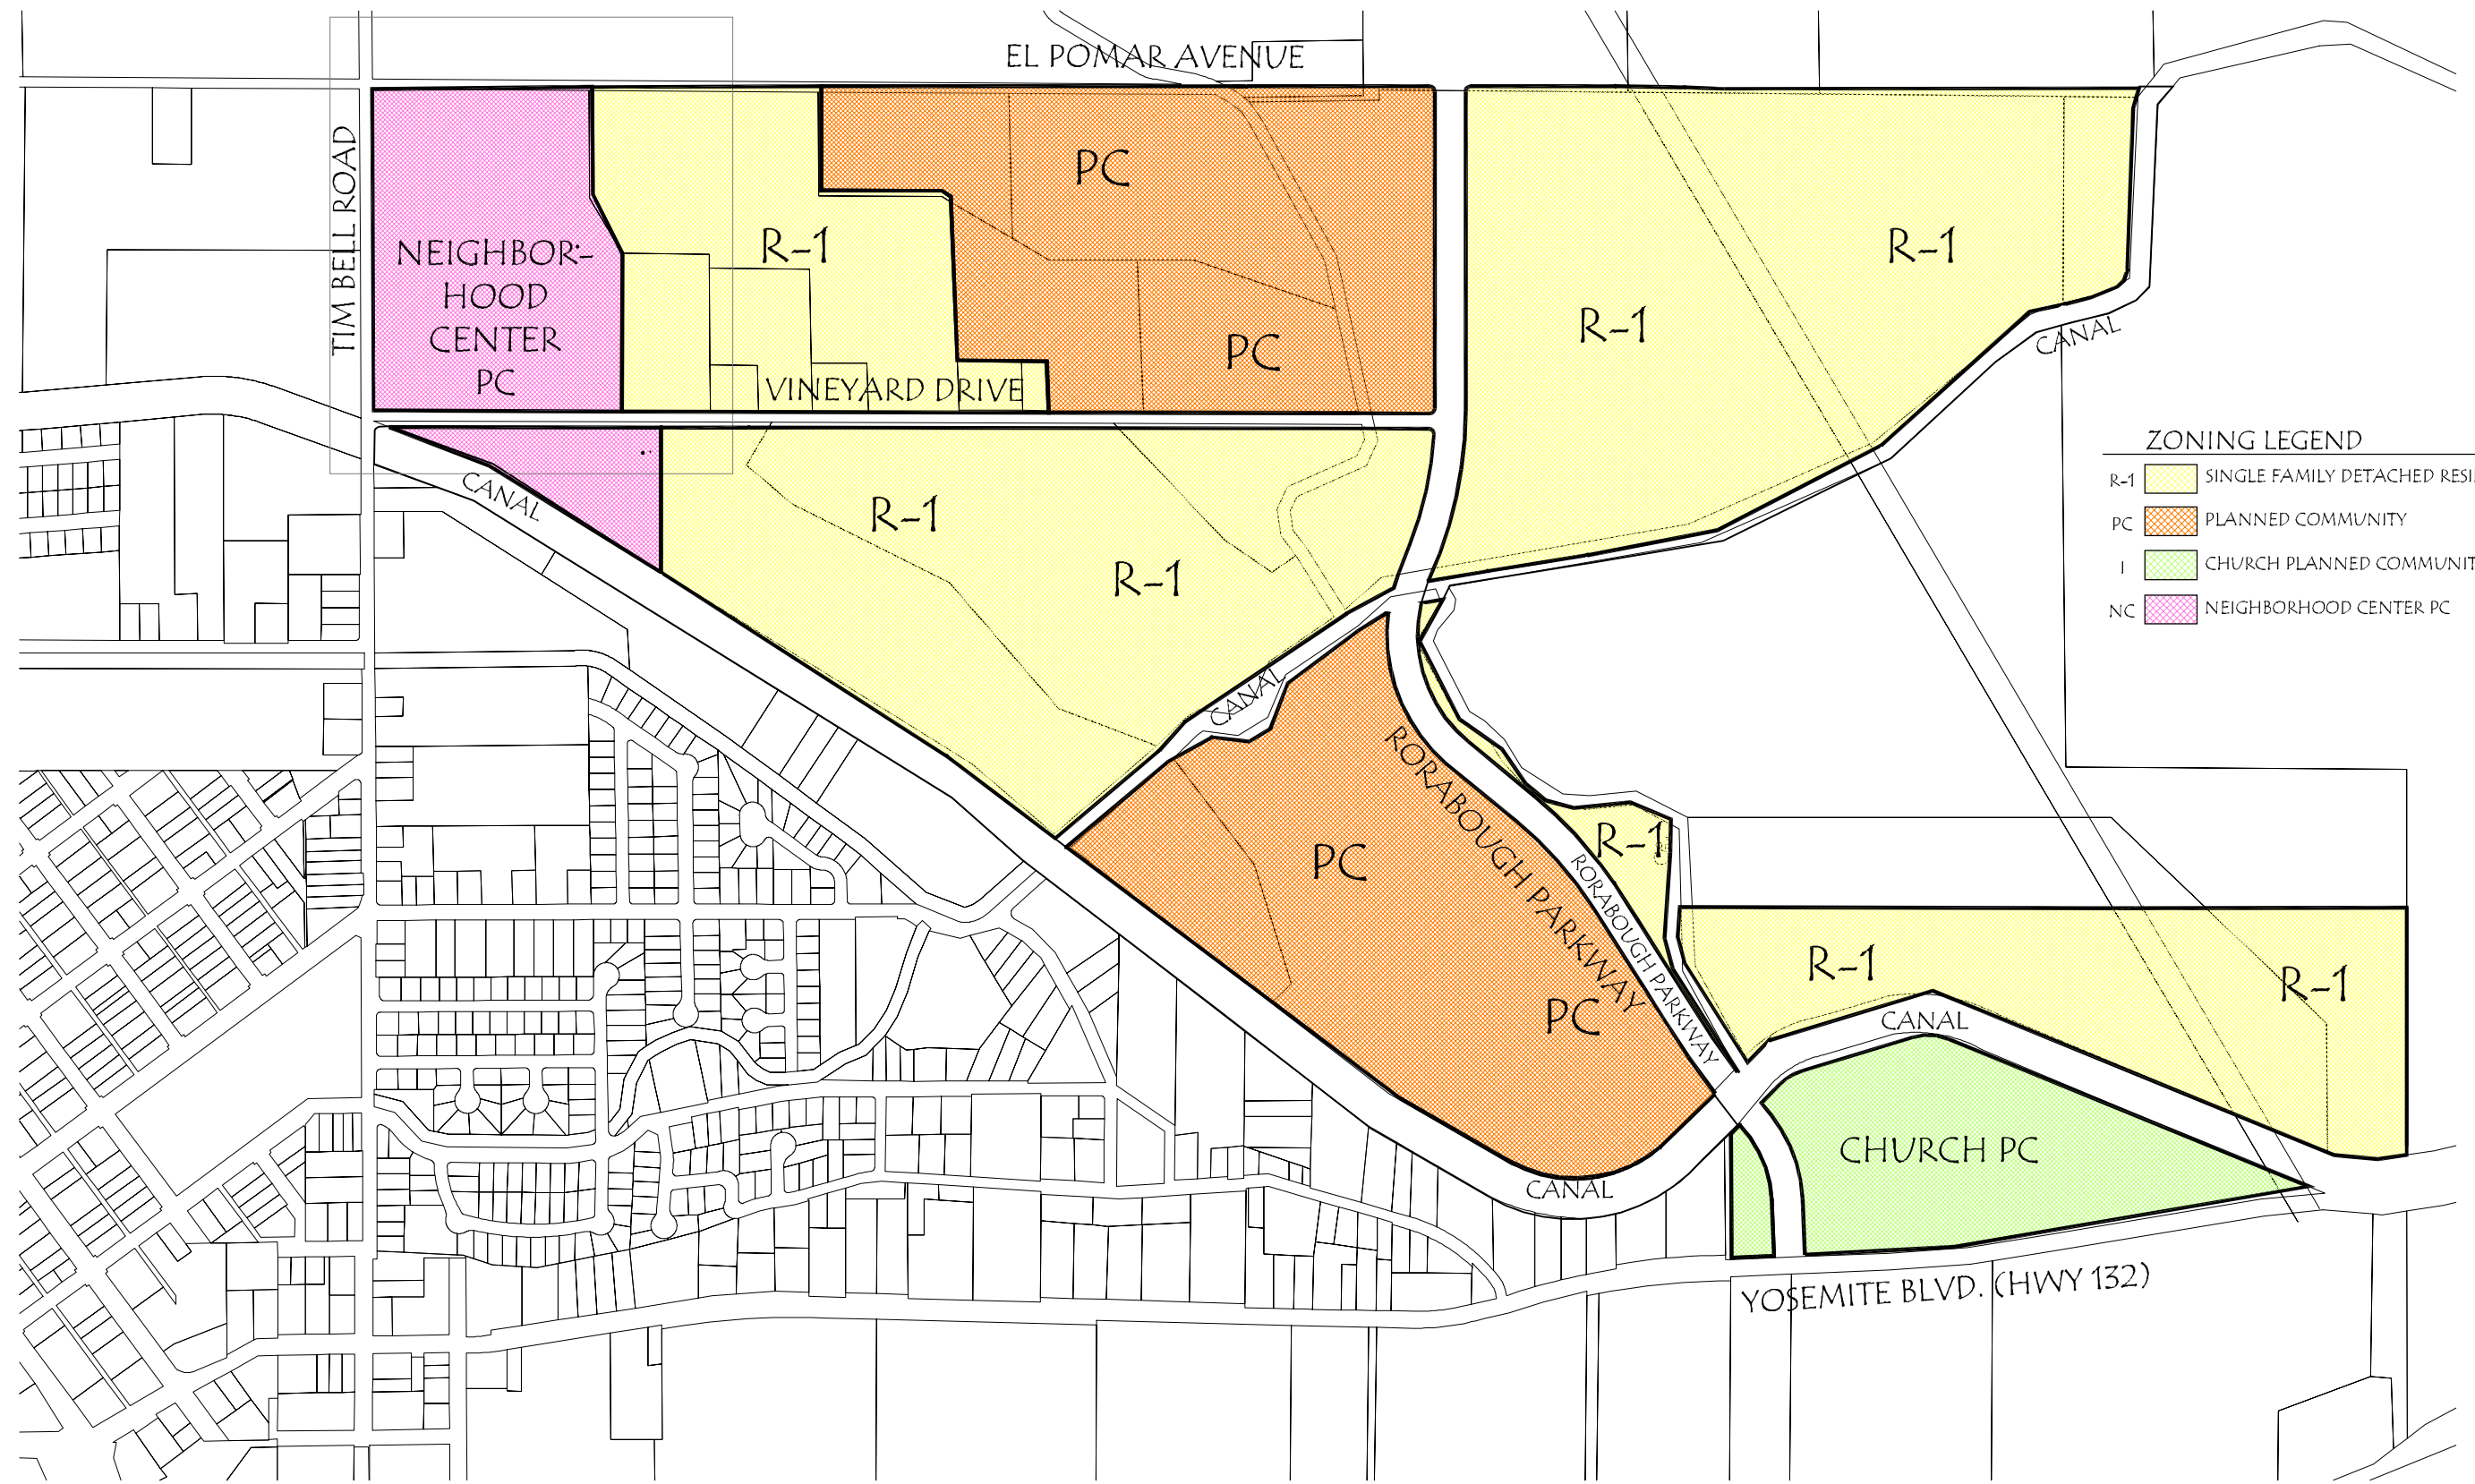 EL POMAR AVENUE
TIM BELL ROAD
NEIGHBOR-
HOOD
CENTER
PC
R-1
PC
PC
R-1
R-1
CANAL
VINEYARD DRIVE
CANAL
R-1
R-1
CANAL
ZONING LEGEND
R-1 SINGLE FAMILY DETACHED RESI
PC PLANNED COMMUNITY
I CHURCH PLANNED COMMUNIT
NC NEIGHBORHOOD CENTER PC
RORABOUGH PARKWAY
RORABOUGH PARKWAY
PC
PC
R-1
R-1
R-1
CANAL
CHURCH PC
CANAL
YOSEMITE BLVD. (HWY 132)